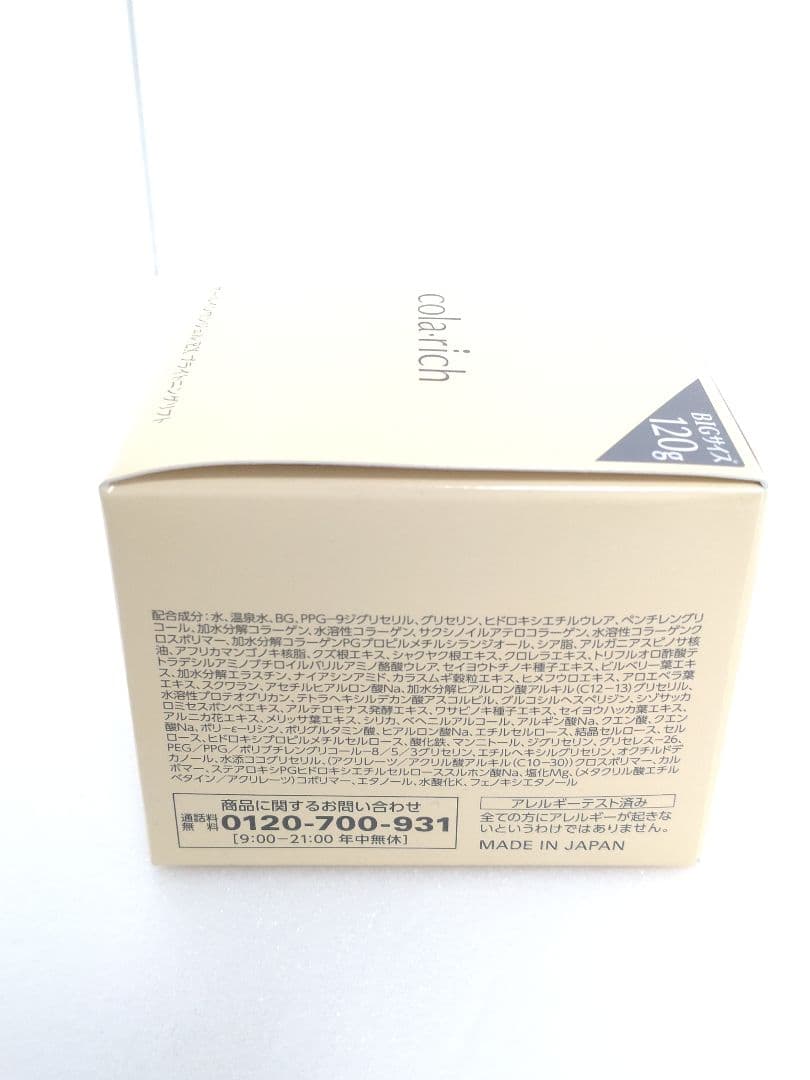 cola·rich
BIGサイズ
120g
配合成分：水、温泉水、BG、PPG－9ジグリセリル、グリセリン、ヒドロキシエチルウレア、ペンチレングリ
コール、加水分解コラーゲン、水溶性コラーゲン、サクシノイルアテロコラーゲン、水溶性コラーゲンク
ロスポリマー、加水分解コラーゲンPGプロピルメチルシランジオール、シア脂、アルガニアスピノサ核
油、アフリカマンゴノキ核脂、クズ根エキス、シャクヤク根エキス、クロレラエキス、トリフルオロ酢酸テ
トラデシルアミノブチロイルバリルアミノ酪酸ウレア、セイヨウトチノキ種子エキス、ビルベリー葉エキ
ス、加水分解エラスチン、ナイアシンアミド、カラスムギ穀粒エキス、ヒメフウロエキス、アロエベラ葉
エキス、スクワラン、アセチルヒアルロン酸Na、加水分解ヒアルロン酸アルキル(C12－13)グリセリル、
水溶性プロテオグリカン、テトラヘキシルデカン酸アスコルビル、グルコシルヘスペリジン、シゾサッカ
ロミセスポンベエキス、アルテロモナス発酵エキス、ワサビノキ種子エキス、セイヨウハッカ葉エキス、
アルニカ花エキス、メリッサ葉エキス、シリカ、ベヘニルアルコール、アルギン酸Na、クエン酸、クエン
酸Na、ポリ－ε－リシン、ポリグルタミン酸、ヒアルロン酸Na、エチルセルロース、結晶セルロース、セル
ロース、ヒドロキシプロピルメチルセルロース、酸化鉄、マンニトール、ジグリセリン、グリセレス－26、
PEG／PPG／ポリブチレングリコール－8／5／3グリセリン、エチルヘキシルグリセリン、オクチルドデ
カノール、水添ココグリセリル、(アクリレーツ／アクリル酸アルキル(C10－30))クロスポリマー、カル
ボマー、ステアロキシPGヒドロキシエチルセルローススルホン酸Na、塩化Mg、(メタクリル酸エチル
ベタイン／アクリレーツ)コポリマー、エタノール、水酸化K、フェノキシエタノール
商品に関するお問い合わせ
通話料無料 0120-700-931
[9:00－21:00 年中無休]
アレルギーテスト済み
全ての方にアレルギーが起きな
いというわけではありません。
MADE IN JAPAN